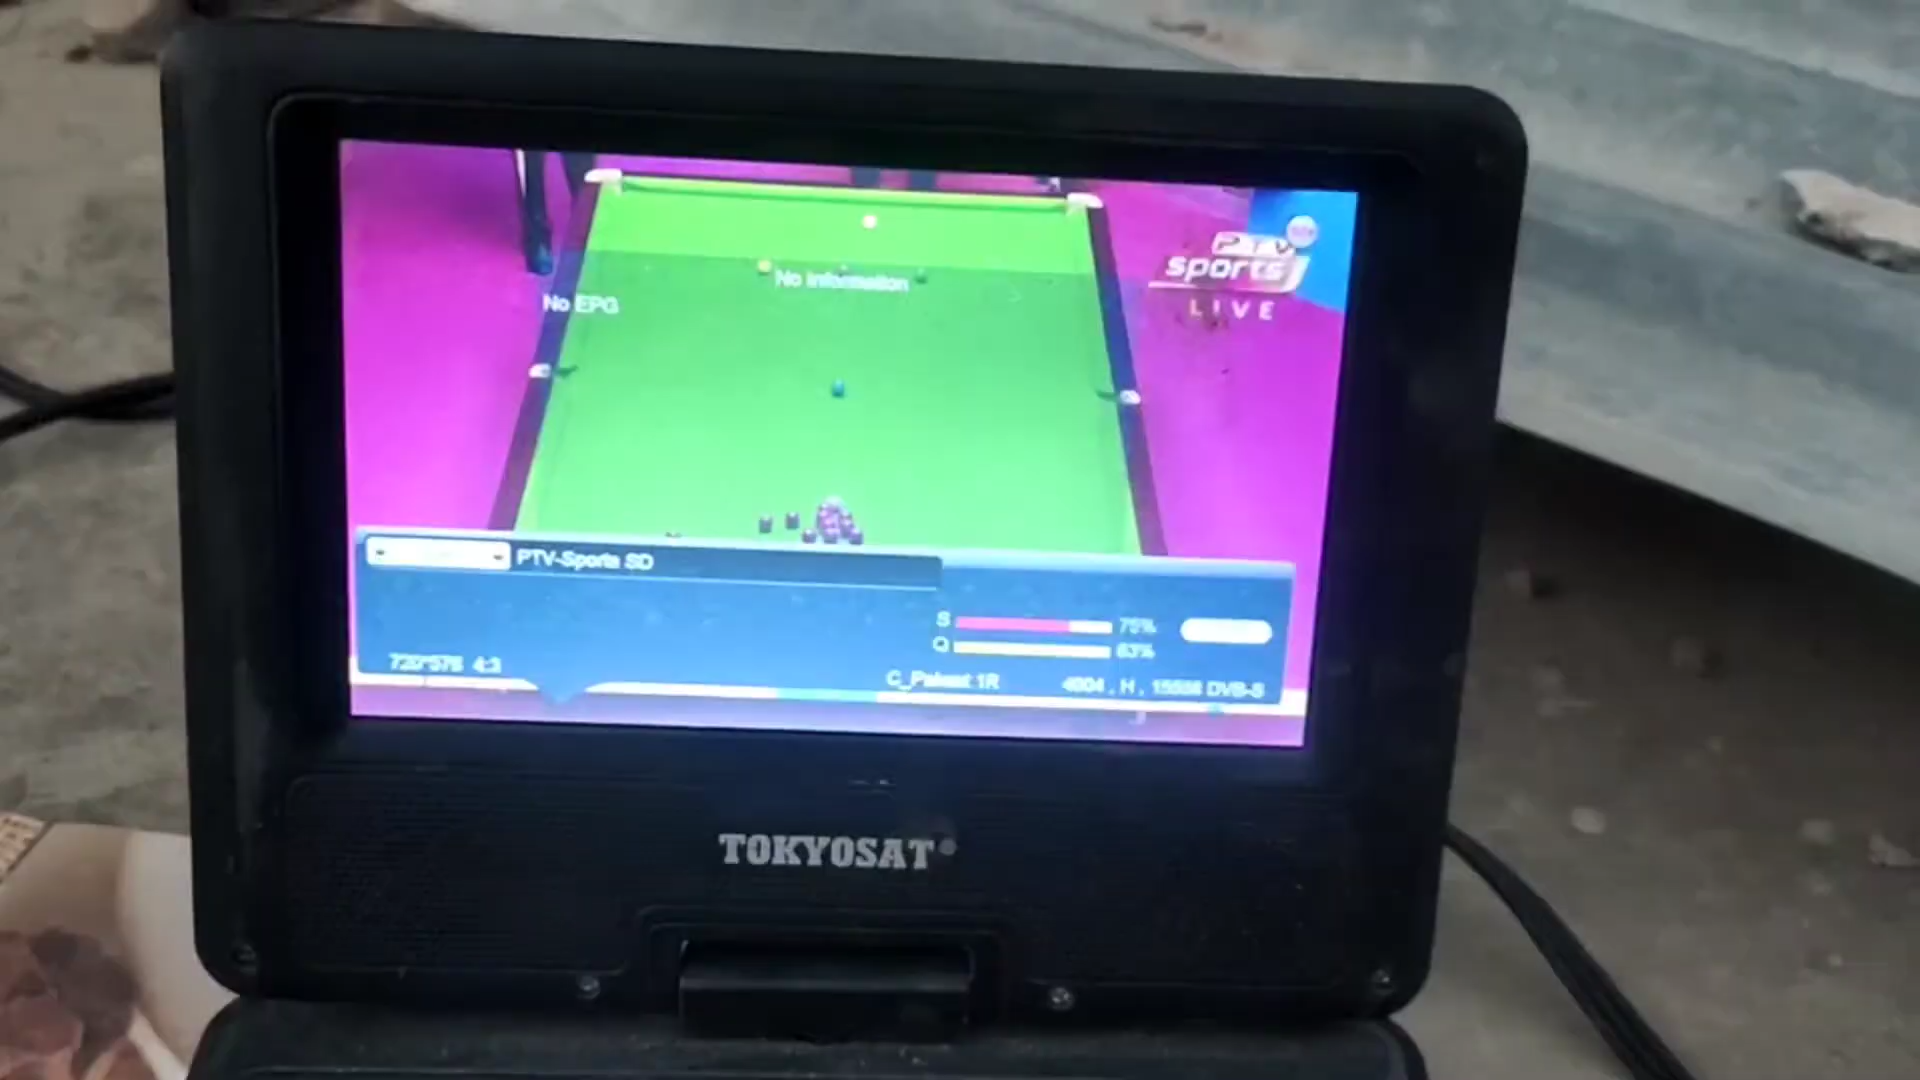 PTV
sports
LIVE
No Information
No EPG
PTV-Sports SD
S 75%
Q 63%
720*576 4:3
C_Paksat 1R
4004 , H , 15555 DVB-S
TOKYOSAT